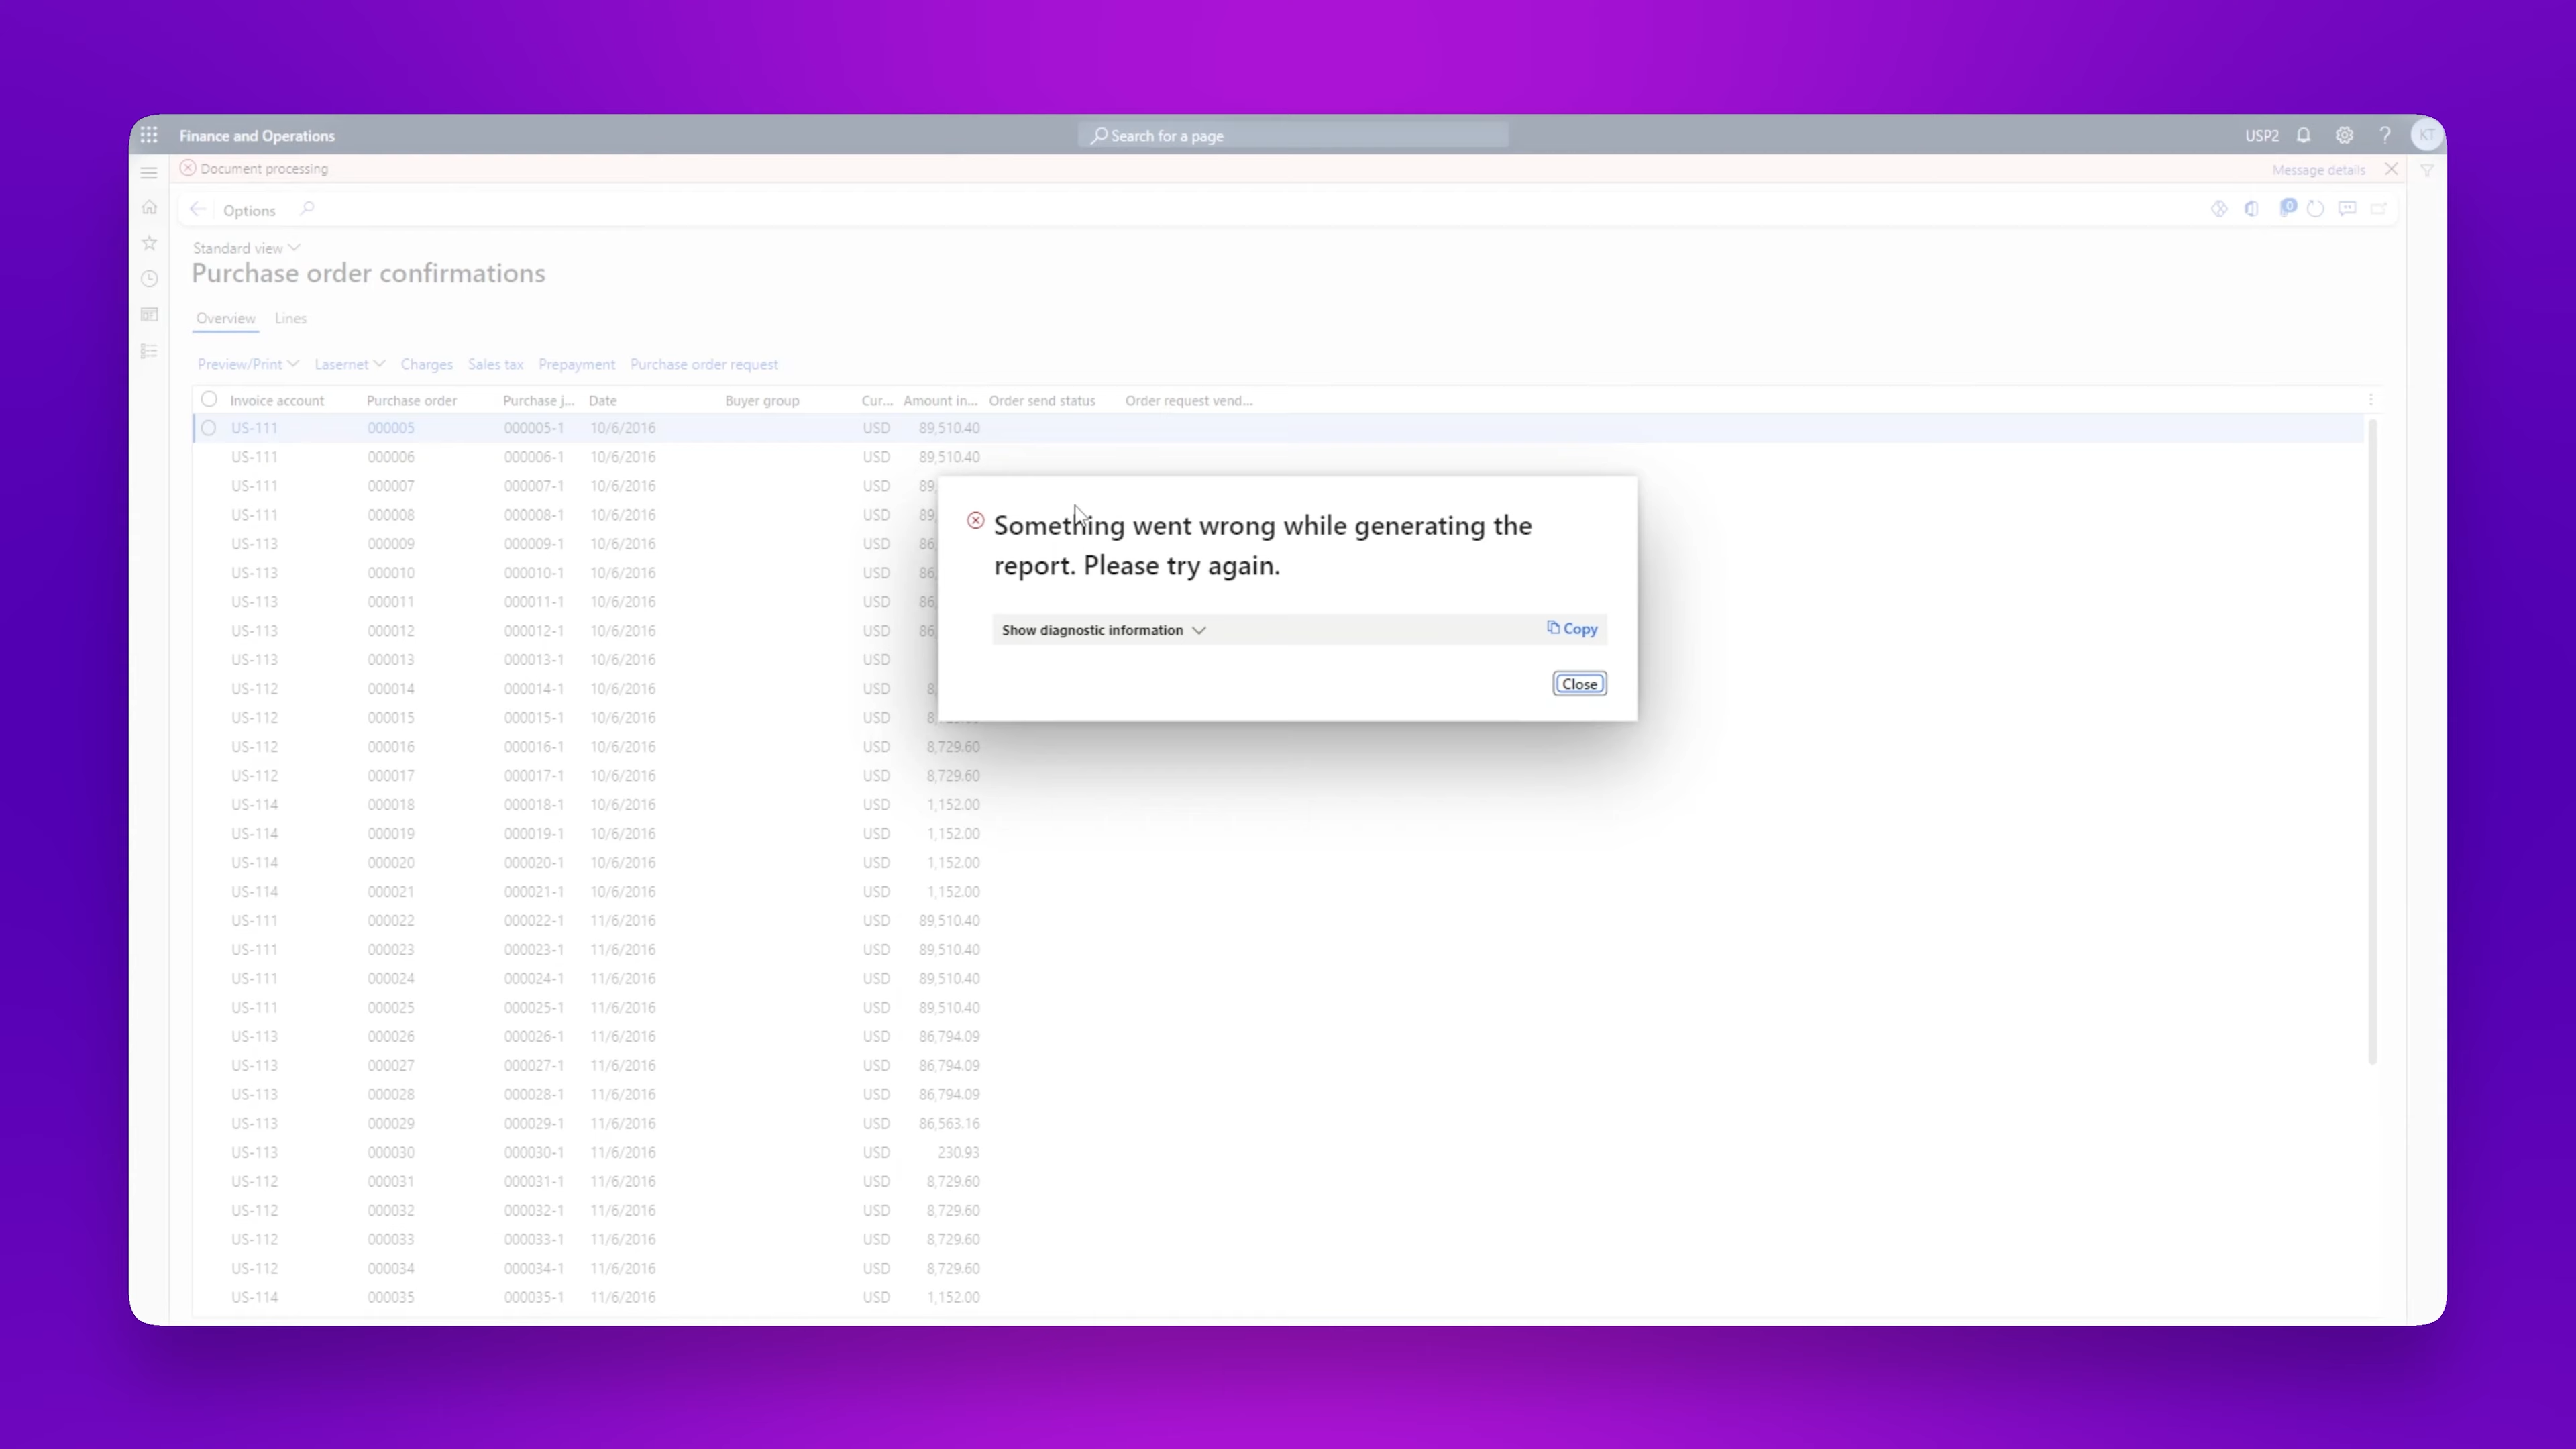 Finance and Operations
Search for a page
USP2
KT
Document processing
Message details
Options
0
Standard view
Purchase order confirmations
Overview Lines
Preview/Print Lasernet Charges Sales tax Prepayment Purchase order request
Invoice account Purchase order Purchase j... Date Buyer group Cur... Amount in... Order send status Order request vend...
US-111 000005 000005-1 10/6/2016 USD 89,510.40
US-111 000006 000006-1 10/6/2016 USD 89,510.40
US-111 000007 000007-1 10/6/2016 USD 89,
US-111 000008 000008-1 10/6/2016 USD 89,
US-113 000009 000009-1 10/6/2016 USD 86,
US-113 000010 000010-1 10/6/2016 USD 86,
US-113 000011 000011-1 10/6/2016 USD 86,
US-113 000012 000012-1 10/6/2016 USD 86,
US-113 000013 000013-1 10/6/2016 USD
US-112 000014 000014-1 10/6/2016 USD 8,
US-112 000015 000015-1 10/6/2016 USD
US-112 000016 000016-1 10/6/2016 USD 8,729.60
US-112 000017 000017-1 10/6/2016 USD 8,729.60
US-114 000018 000018-1 10/6/2016 USD 1,152.00
US-114 000019 000019-1 10/6/2016 USD 1,152.00
US-114 000020 000020-1 10/6/2016 USD 1,152.00
US-114 000021 000021-1 10/6/2016 USD 1,152.00
US-111 000022 000022-1 11/6/2016 USD 89,510.40
US-111 000023 000023-1 11/6/2016 USD 89,510.40
US-111 000024 000024-1 11/6/2016 USD 89,510.40
US-111 000025 000025-1 11/6/2016 USD 89,510.40
US-113 000026 000026-1 11/6/2016 USD 86,794.09
US-113 000027 000027-1 11/6/2016 USD 86,794.09
US-113 000028 000028-1 11/6/2016 USD 86,794.09
US-113 000029 000029-1 11/6/2016 USD 86,563.16
US-113 000030 000030-1 11/6/2016 USD 230.93
US-112 000031 000031-1 11/6/2016 USD 8,729.60
US-112 000032 000032-1 11/6/2016 USD 8,729.60
US-112 000033 000033-1 11/6/2016 USD 8,729.60
US-112 000034 000034-1 11/6/2016 USD 8,729.60
US-114 000035 000035-1 11/6/2016 USD 1,152.00
Something went wrong while generating the
report. Please try again.
Show diagnostic information
Copy
Close